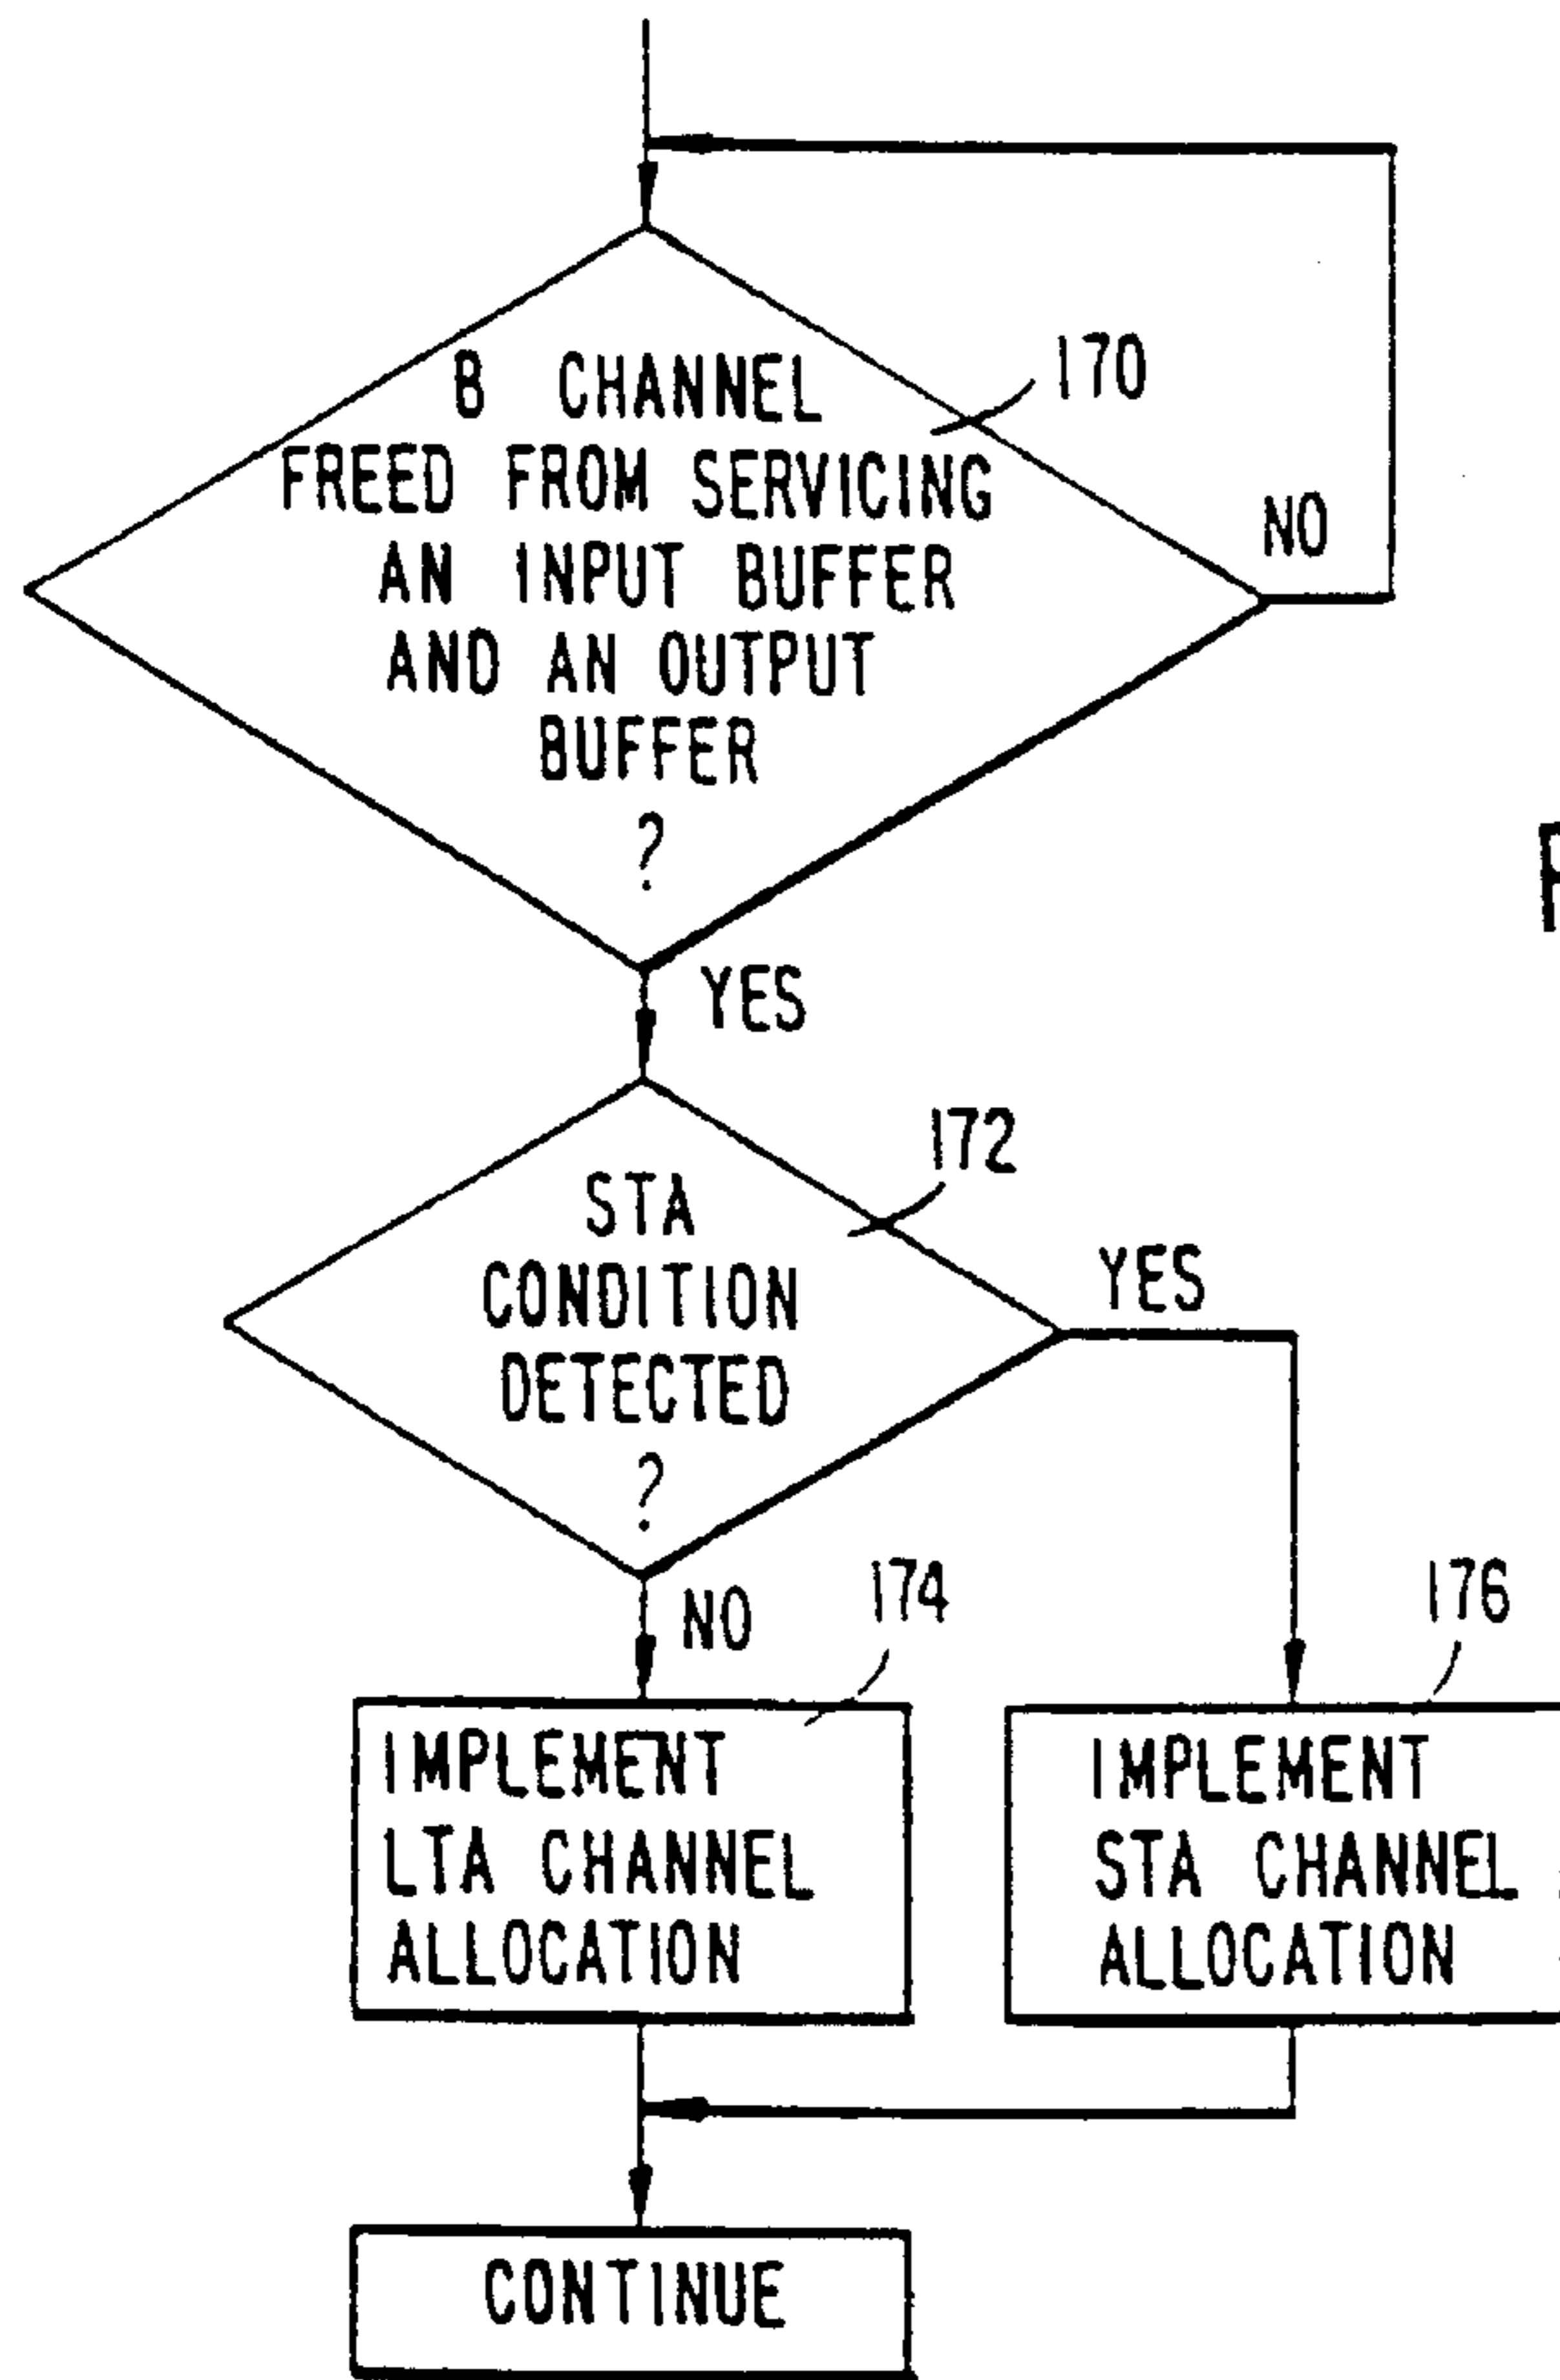 B CHANNEL
FREED FROM SERVICING
AN INPUT BUFFER
AND AN OUTPUT
BUFFER
?
170
NO
YES
172
STA
CONDITION
DETECTED
?
YES
NO
174
176
IMPLEMENT
LTA CHANNEL
ALLOCATION
IMPLEMENT
STA CHANNEL
ALLOCATION
CONTINUE